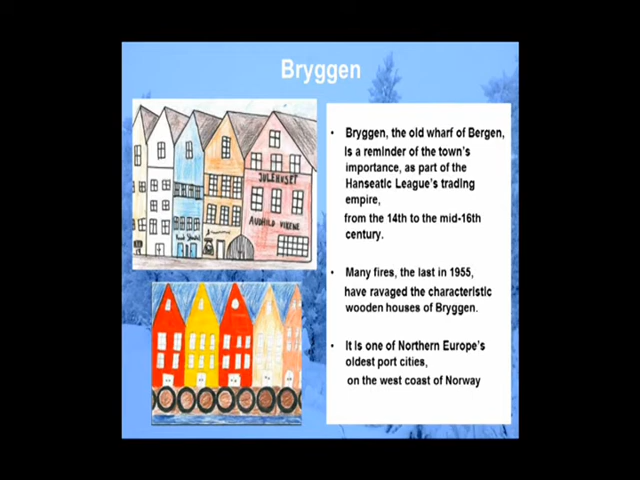 Bryggen
JULEHUSET
AUDHILD VIKENE
• Bryggen, the old wharf of Bergen,
is a reminder of the town's
importance, as part of the
Hanseatic League's trading
empire,
from the 14th to the mid-16th
century.
• Many fires, the last in 1955,
have ravaged the characteristic
wooden houses of Bryggen.
• It is one of Northern Europe's
oldest port cities,
on the west coast of Norway